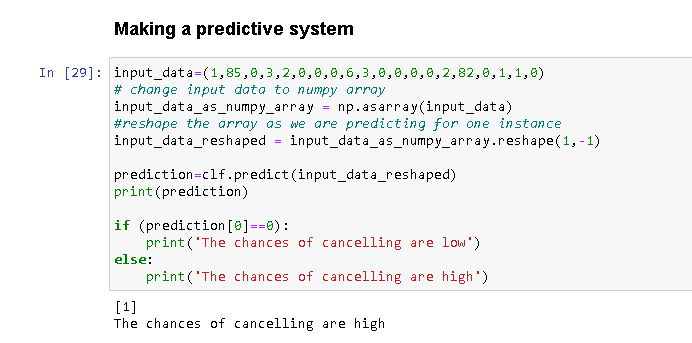 Making a predictive system
In [29]:
input_data=(1,85,0,3,2,0,0,0,6,3,0,0,0,0,2,82,0,1,1,0)
# change input data to numpy array
input_data_as_numpy_array = np.asarray(input_data)
#reshape the array as we are predicting for one instance
input_data_reshaped = input_data_as_numpy_array.reshape(1,-1)
prediction=clf.predict(input_data_reshaped)
print(prediction)
if (prediction[0]==0):
    print('The chances of cancelling are low')
else:
    print('The chances of cancelling are high')
[1]
The chances of cancelling are high